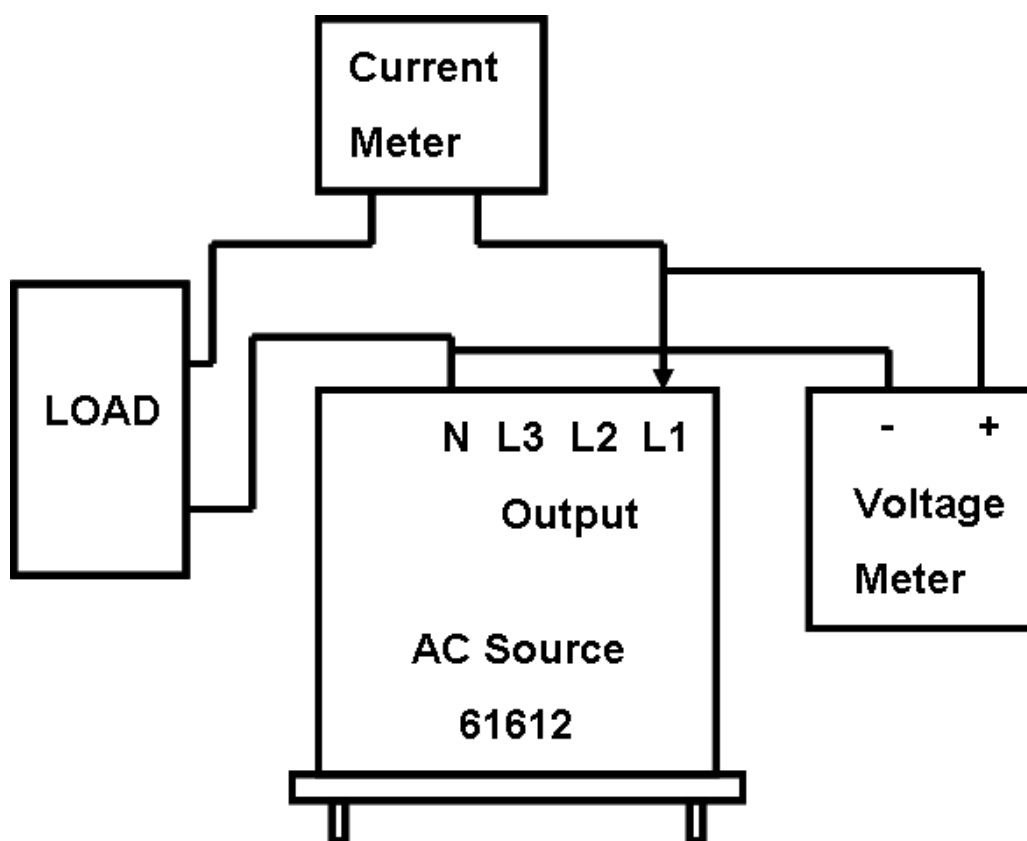 Current
Meter
LOAD
N L3 L2 L1
Output
AC Source
61612
- +
Voltage
Meter